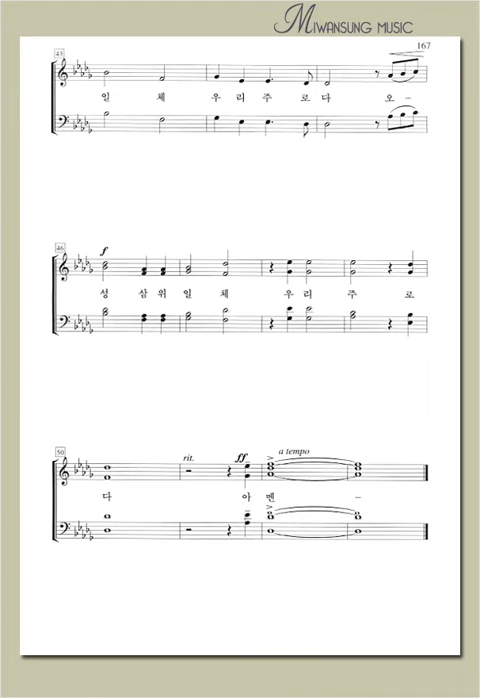 MIWANSUNG MUSIC
167
43
일 체 우 리 주 로 다 오 -
46
f
성 삼 위 일 체 우 리 주 로
50
rit. ff a tempo
다 아 멘 -